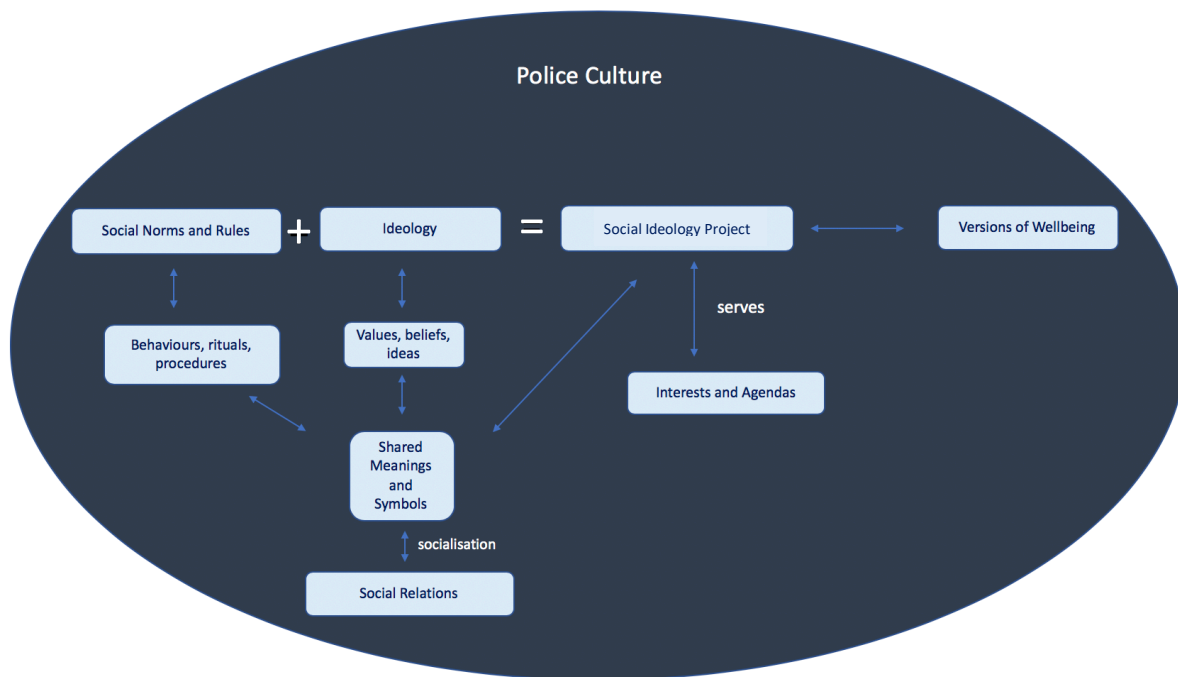 Police Culture
Social Norms and Rules
+
Ideology
=
Social Ideology Project
Versions of Wellbeing
serves
Behaviours, rituals,
procedures
Values, beliefs,
ideas
Interests and Agendas
Shared
Meanings
and
Symbols
socialisation
Social Relations